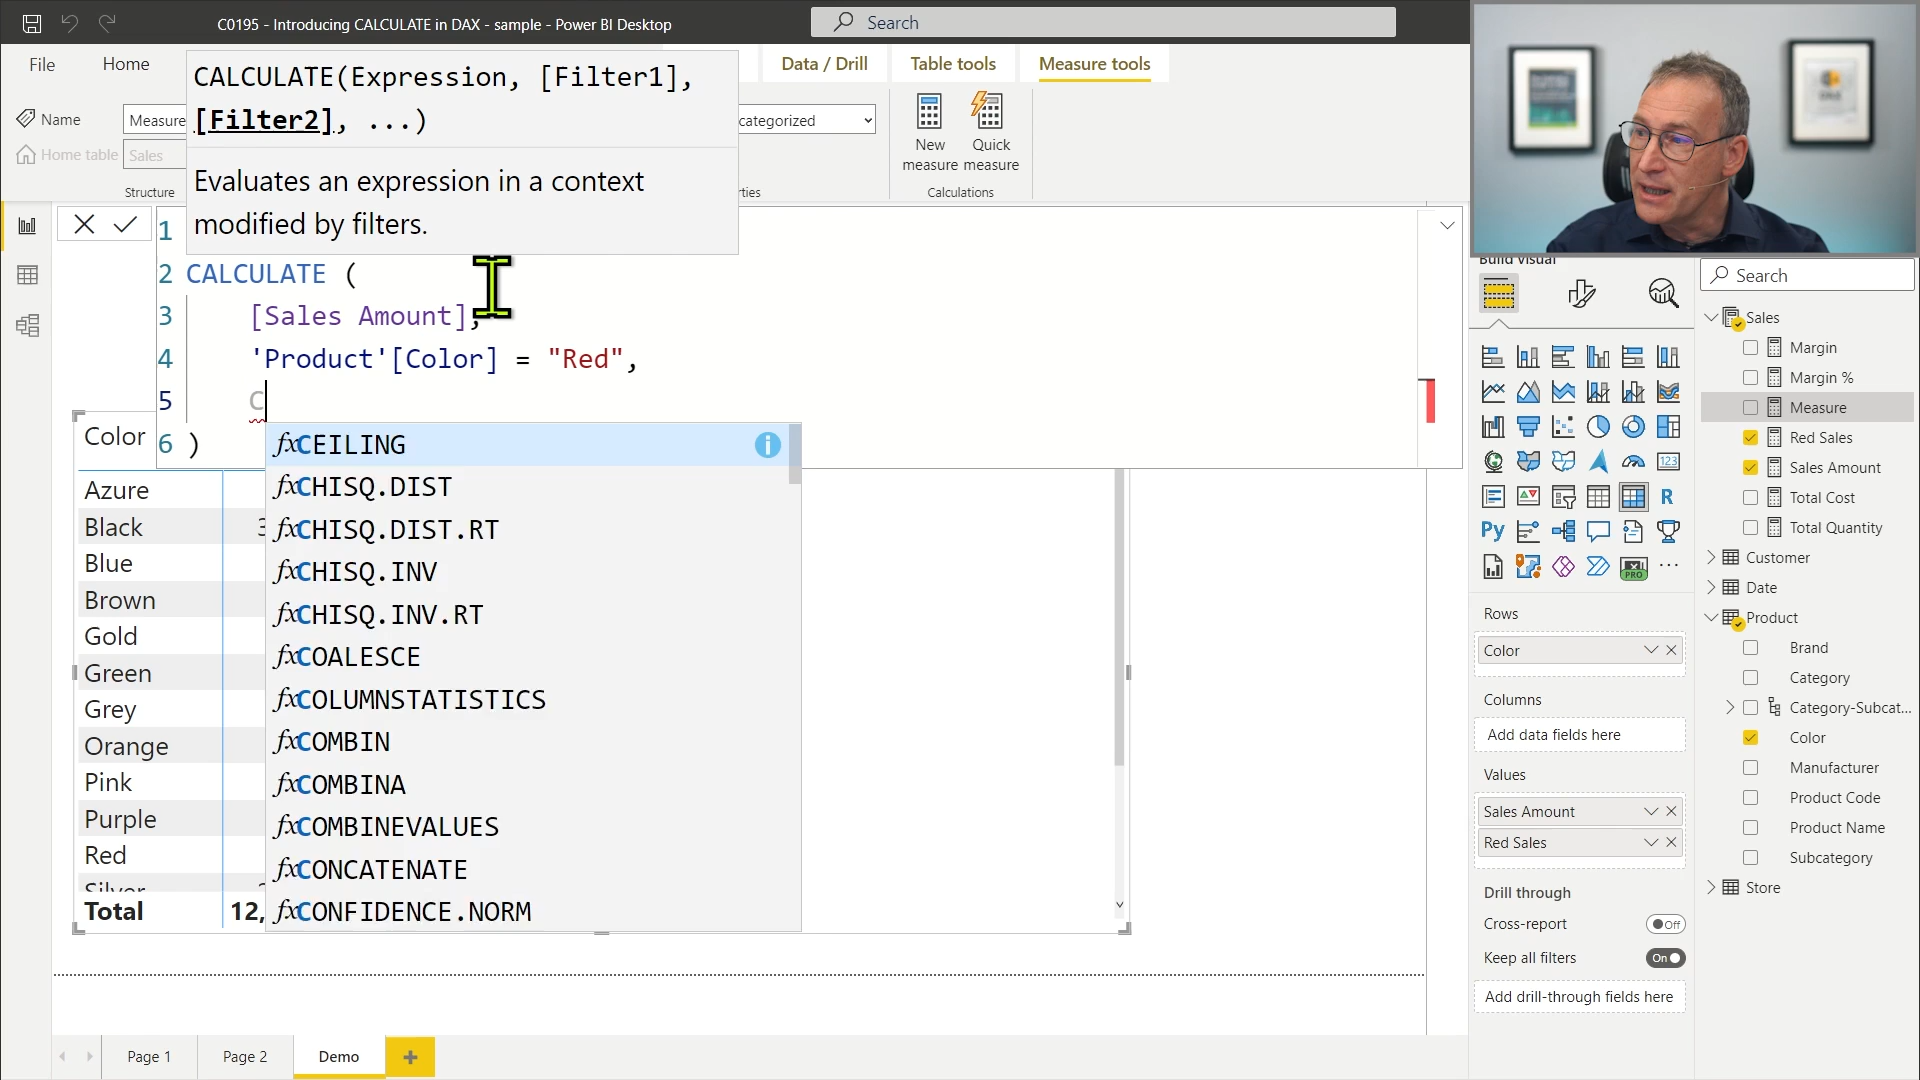 C0195 - Introducing CALCULATE in DAX - sample - Power BI Desktop
Search
File
Home
Data / Drill
Table tools
Measure tools
CALCULATE(Expression, [Filter1],
[Filter2], ...)
Evaluates an expression in a context
modified by filters.
Name
Measure
Home table
Sales
Structure
categorized
New
measure
Quick
measure
Calculations
1
2 CALCULATE (
3 [Sales Amount],
4 'Product'[Color] = "Red",
5 C
6 )
CEILING
CHISQ.DIST
CHISQ.DIST.RT
CHISQ.INV
CHISQ.INV.RT
COALESCE
COLUMNSTATISTICS
COMBIN
COMBINA
COMBINEVALUES
CONCATENATE
CONFIDENCE.NORM
Color
Azure
Black
Blue
Brown
Gold
Green
Grey
Orange
Pink
Purple
Red
Silver
Total 12,
Page 1
Page 2
Demo
+
Build visual
123
R
Py
PRO
Rows
Color
Columns
Add data fields here
Values
Sales Amount
Red Sales
Drill through
Cross-report
Off
Keep all filters
On
Add drill-through fields here
Search
Sales
Margin
Margin %
Measure
Red Sales
Sales Amount
Total Cost
Total Quantity
Customer
Date
Product
Brand
Category
Category-Subcat...
Color
Manufacturer
Product Code
Product Name
Subcategory
Store